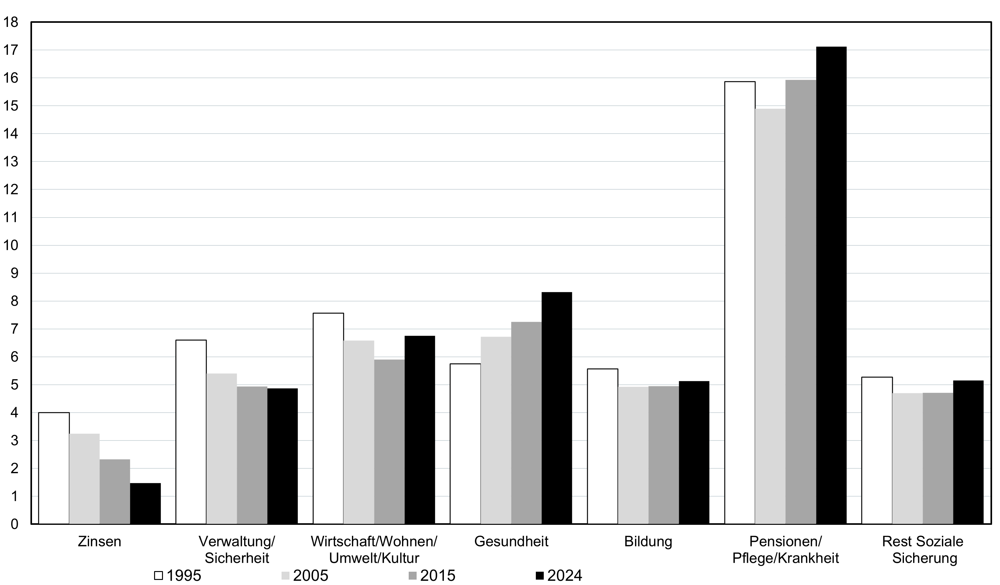 18
17
16
15
14
13
12
11
10
9
8
7
6
5
4
3
2
1
0
Zinsen
Verwaltung/
Sicherheit
Wirtschaft/Wohnen/
Umwelt/Kultur
Gesundheit
Bildung
Pensionen/
Pflege/Krankheit
Rest Soziale
Sicherung
1995
2005
2015
2024